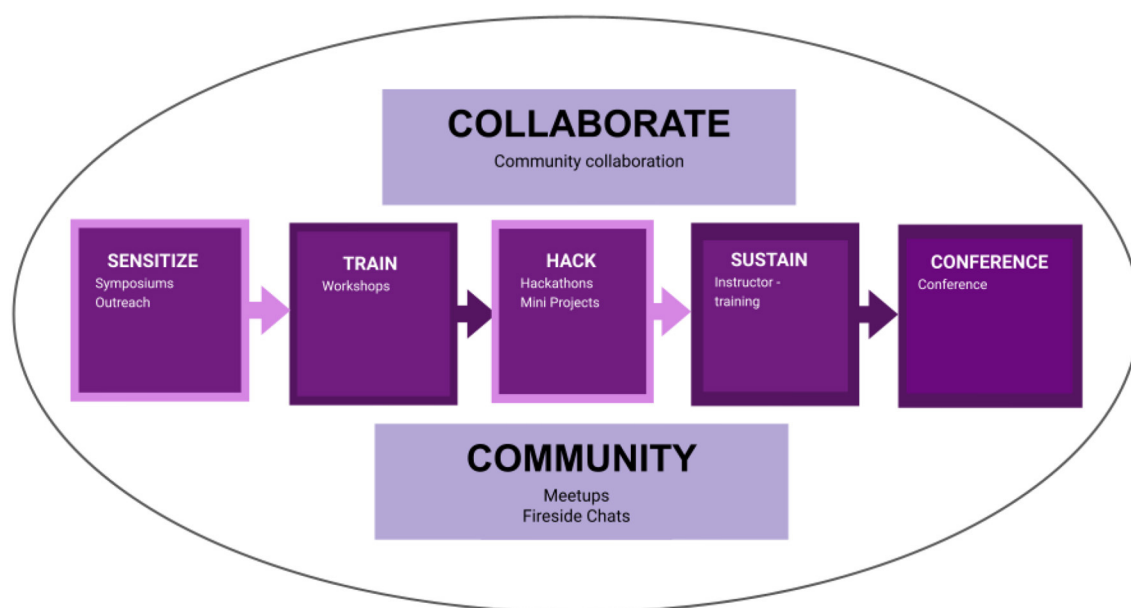 COLLABORATE
Community collaboration
SENSITIZE
Symposiums
Outreach
TRAIN
Workshops
HACK
Hackathons
Mini Projects
SUSTAIN
Instructor -
training
CONFERENCE
Conference
COMMUNITY
Meetups
Fireside Chats